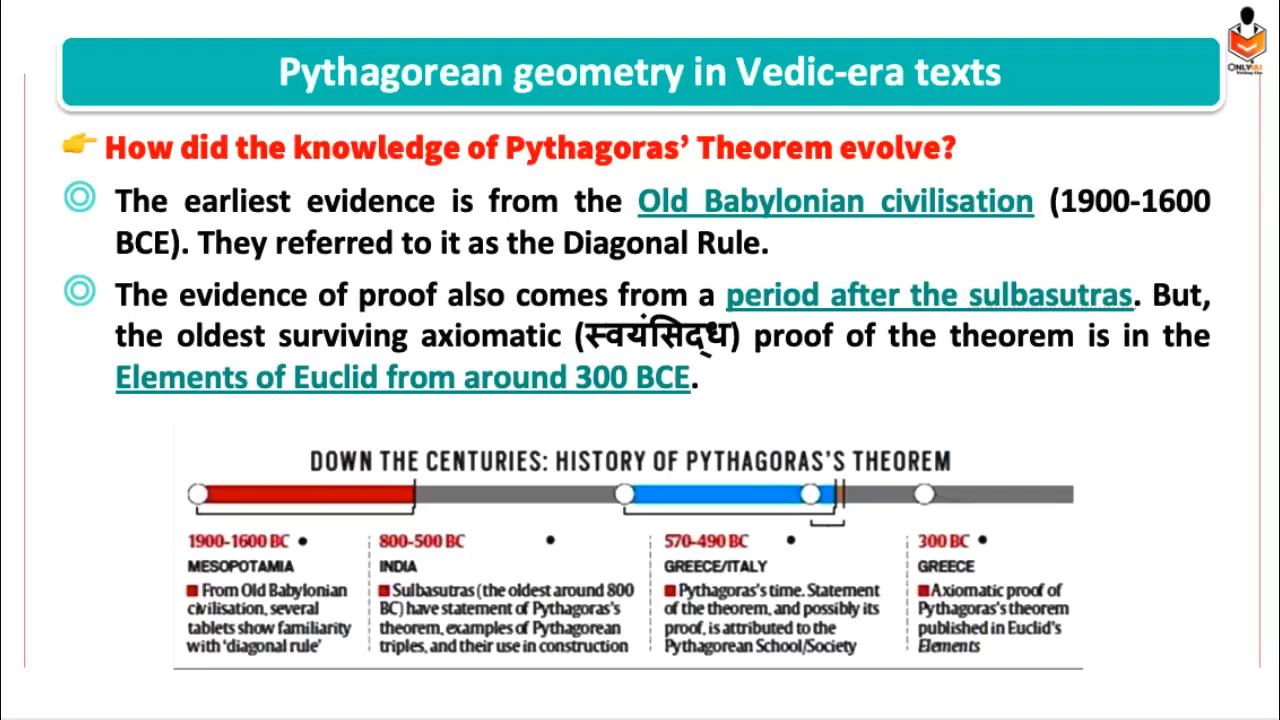 Pythagorean geometry in Vedic-era texts
ONLYIAS
How did the knowledge of Pythagoras’ Theorem evolve?
The earliest evidence is from the Old Babylonian civilisation (1900-1600
BCE). They referred to it as the Diagonal Rule.
The evidence of proof also comes from a period after the sulbasutras. But,
the oldest surviving axiomatic (स्वयंसिद्ध) proof of the theorem is in the
Elements of Euclid from around 300 BCE.
DOWN THE CENTURIES: HISTORY OF PYTHAGORAS'S THEOREM
1900-1600 BC
MESOPOTAMIA
From Old Babylonian
civilisation, several
tablets show familiarity
with 'diagonal rule'
800-500 BC
INDIA
Sulbasutras (the oldest around 800
BC) have statement of Pythagoras's
theorem, examples of Pythagorean
triples, and their use in construction
570-490 BC
GREECE/ITALY
Pythagoras's time. Statement
of the theorem, and possibly its
proof, is attributed to the
Pythagorean School/Society
300 BC
GREECE
Axiomatic proof of
Pythagoras's theorem
published in Euclid's
Elements